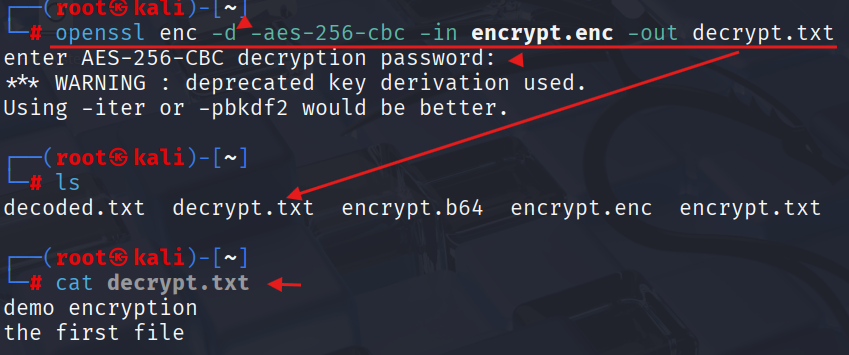 ┌──(root㉿kali)-[~]
└─# openssl enc -d -aes-256-cbc -in encrypt.enc -out decrypt.txt
enter AES-256-CBC decryption password:
*** WARNING : deprecated key derivation used.
Using -iter or -pbkdf2 would be better.
┌──(root㉿kali)-[~]
└─# ls
decoded.txt decrypt.txt encrypt.b64 encrypt.enc encrypt.txt
┌──(root㉿kali)-[~]
└─# cat decrypt.txt
demo encryption
the first file